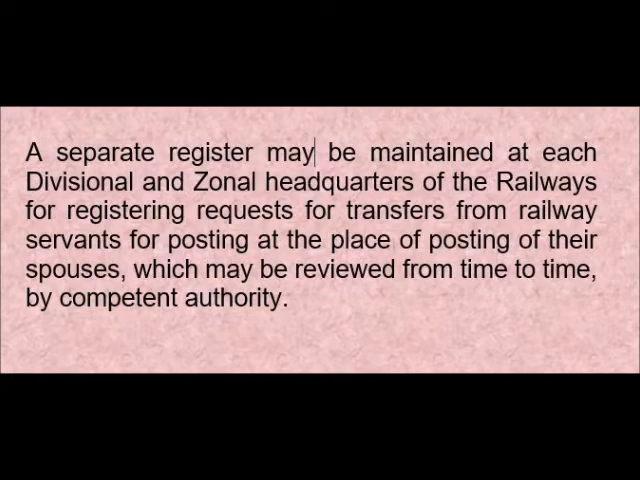 A separate register may be maintained at each
Divisional and Zonal headquarters of the Railways
for registering requests for transfers from railway
servants for posting at the place of posting of their
spouses, which may be reviewed from time to time,
by competent authority.